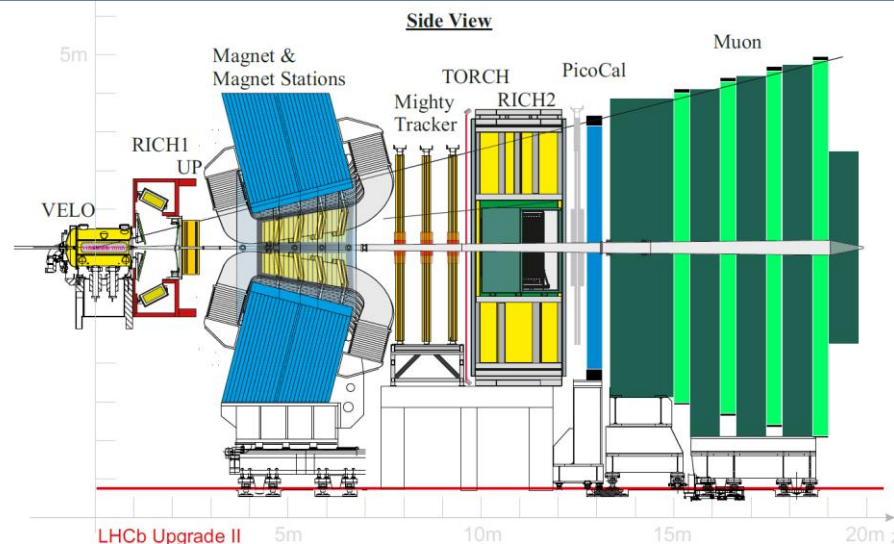 Side View
5m
Magnet &
Magnet Stations
Muon
TORCH
PicoCal
Mighty
Tracker
RICH2
RICH1
UP
VELO
LHCb Upgrade II
5m
10m
15m
20m